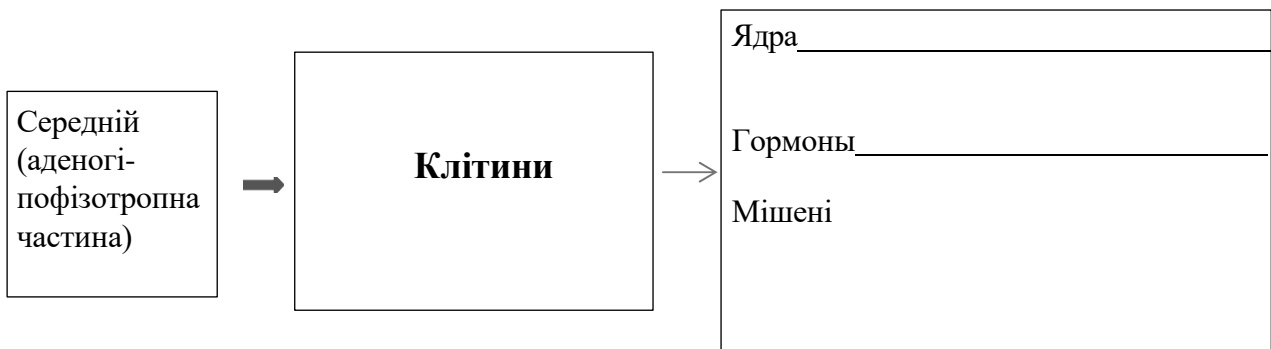 Середній
(аденогі-
пофізотропна
частина)
Клітини
Ядра
Гормоны
Мішені